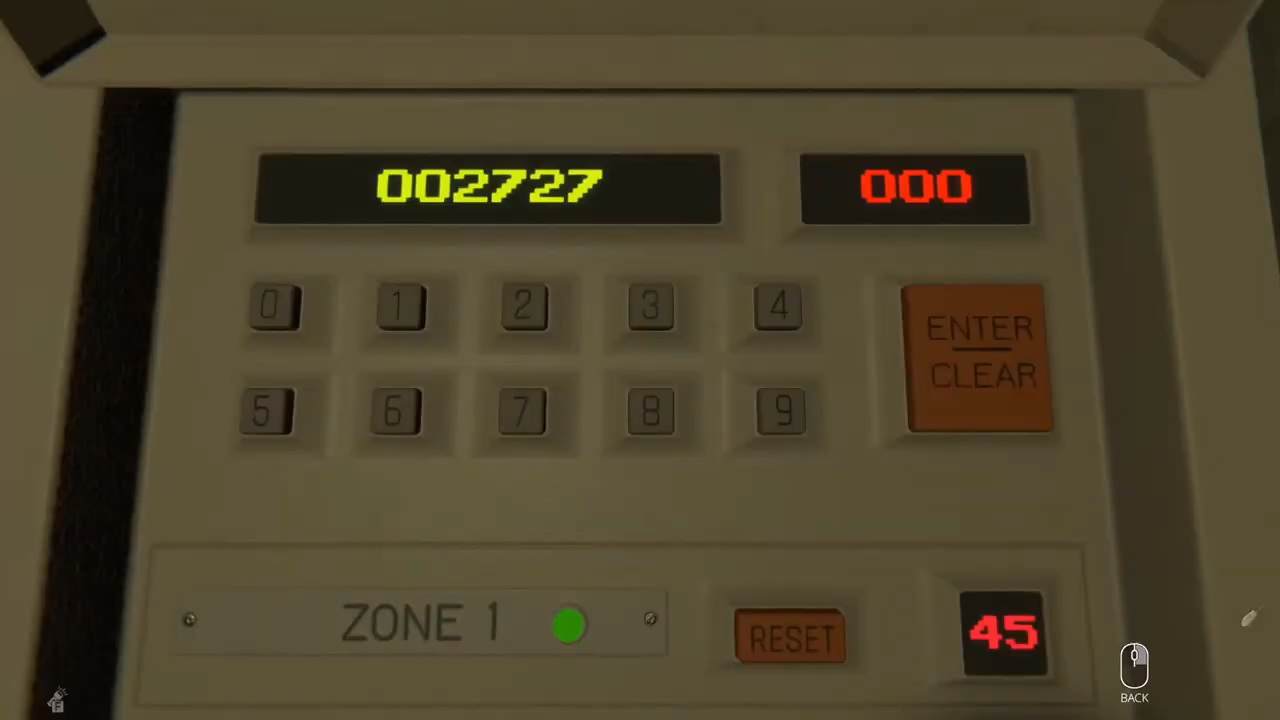 002727 000
0 1 2 3 4
ENTER
CLEAR
5 6 7 8 9
ZONE 1
RESET
45
BACK
F